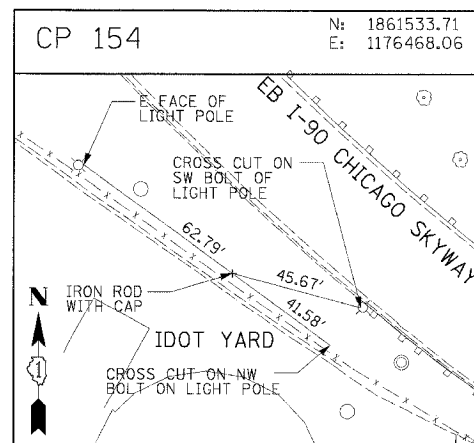 CP 154
N: 1861533.71
E: 1176468.06
E FACE OF
LIGHT POLE
EB I-90 CHICAGO SKYWAY
CROSS CUT ON
SW BOLT OF
LIGHT POLE
62.79'
45.67'
41.58'
IRON ROD
WITH CAP
N
IDOT YARD
1
CROSS CUT ON NW
BOLT ON LIGHT POLE